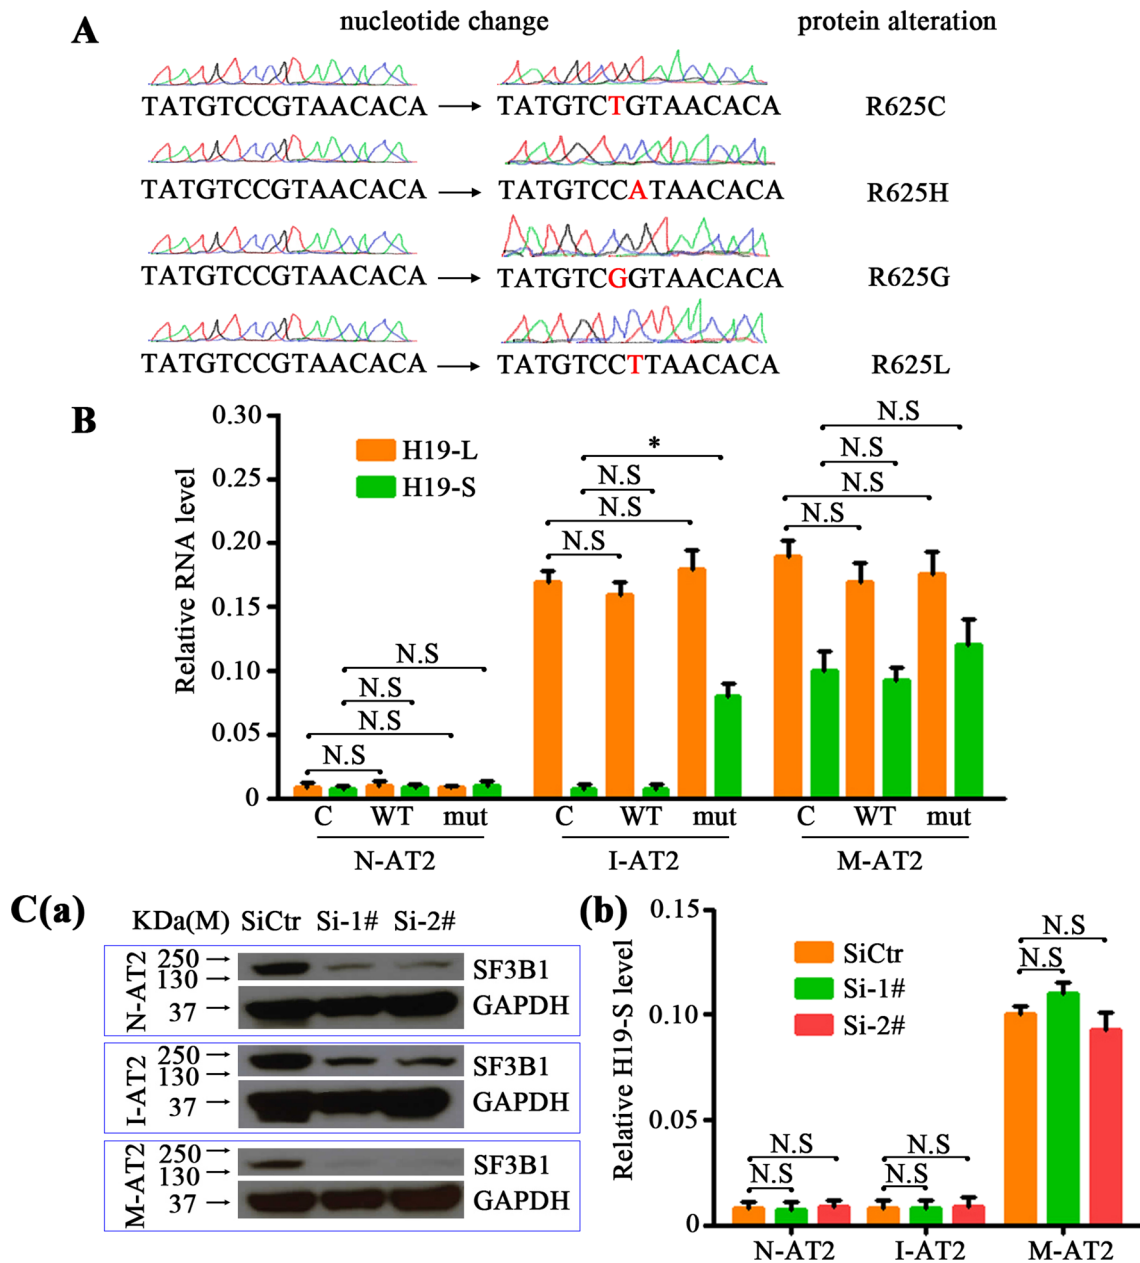 A nucleotide change protein alteration
TATGTCCGTAACACA TATGTCTGTAACACA R625C
TATGTCCGTAACACA TATGTCCATAACACA R625H
TATGTCCGTAACACA TATGTCGGTAACACA R625G
TATGTCCGTAACACA TATGTCCTTAACACA R625L
B
Relative RNA level
0.30
0.25
0.20
0.15
0.10
0.05
0
H19-L
H19-S
N.S
N.S
N.S
N.S
*
N.S
N.S
N.S
N.S
N.S
N.S
N.S
C WT mut C WT mut C WT mut
N-AT2 I-AT2 M-AT2
C(a)
KDa(M) SiCtr Si-1# Si-2#
N-AT2
250
130
37
SF3B1
GAPDH
I-AT2
250
130
37
SF3B1
GAPDH
M-AT2
250
130
37
SF3B1
GAPDH
(b)
Relative H19-S level
0.15
0.10
0.05
0
SiCtr
Si-1#
Si-2#
N.S
N.S
N.S
N.S
N.S
N.S
N-AT2 I-AT2 M-AT2